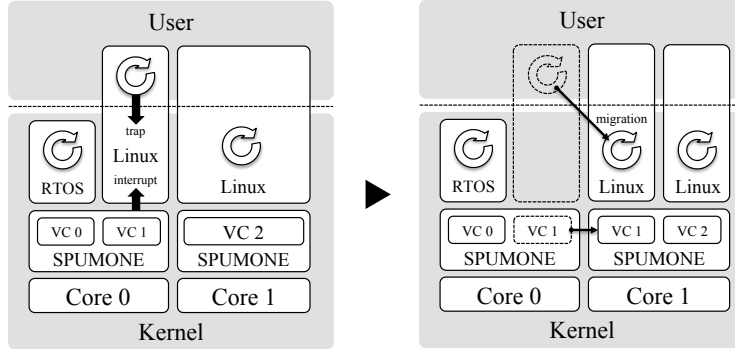 User
trap
Linux
interrupt
RTOS
Linux
VC 0
VC 1
VC 2
SPUMONE
SPUMONE
Core 0
Core 1
Kernel
User
migration
RTOS
Linux
Linux
VC 0
VC 1
VC 1
VC 2
SPUMONE
SPUMONE
Core 0
Core 1
Kernel